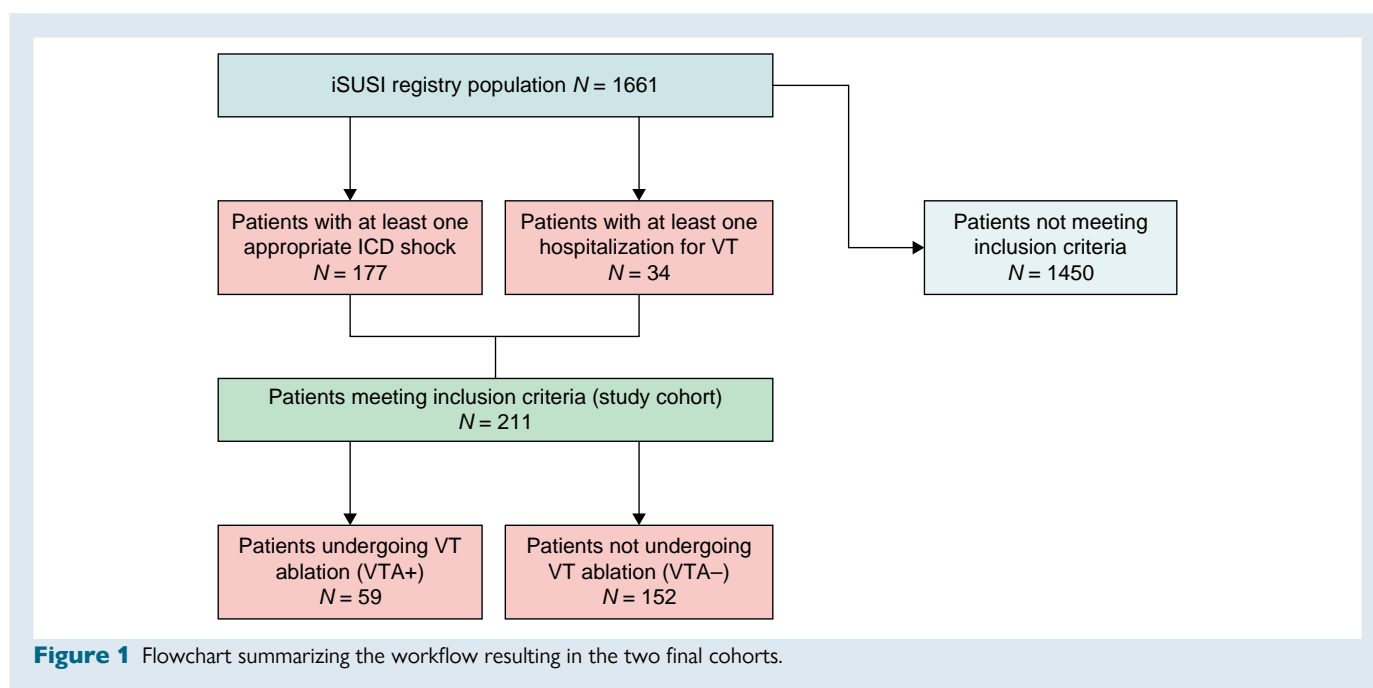 iSUSI registry population N = 1661
Patients with at least one
appropriate ICD shock
N = 177
Patients with at least one
hospitalization for VT
N = 34
Patients not meeting
inclusion criteria
N = 1450
Patients meeting inclusion criteria (study cohort)
N = 211
Patients undergoing VT
ablation (VTA+)
N = 59
Patients not undergoing
VT ablation (VTA–)
N = 152
Figure 1 Flowchart summarizing the workflow resulting in the two final cohorts.